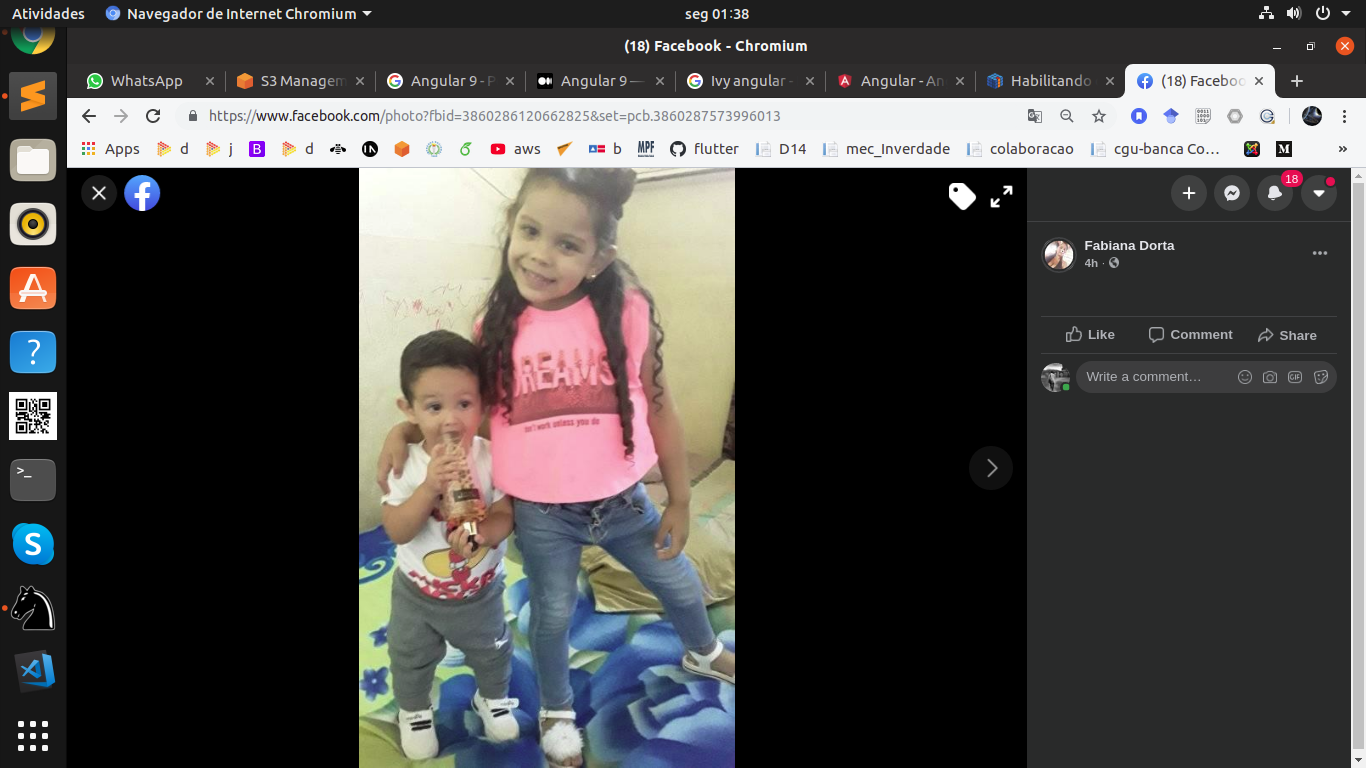 Atividades
Navegador de Internet Chromium
seg 01:38
(18) Facebook - Chromium
WhatsApp
S3 Managem
Angular 9 - P
Angular 9 —
Ivy angular -
Angular - An
Habilitando
(18) Faceboo
https://www.facebook.com/photo?fbid=3860286120662825&set=pcb.3860287573996013
Apps
d
j
B
d
IN
aws
b
MPF
flutter
D14
mec_Inverdade
colaboracao
cgu-banca Co…
M
»
18
Fabiana Dorta
4h ·
Like
Comment
Share
Write a comment…
GIF
DREAMS
don't work unless you do
>_
S